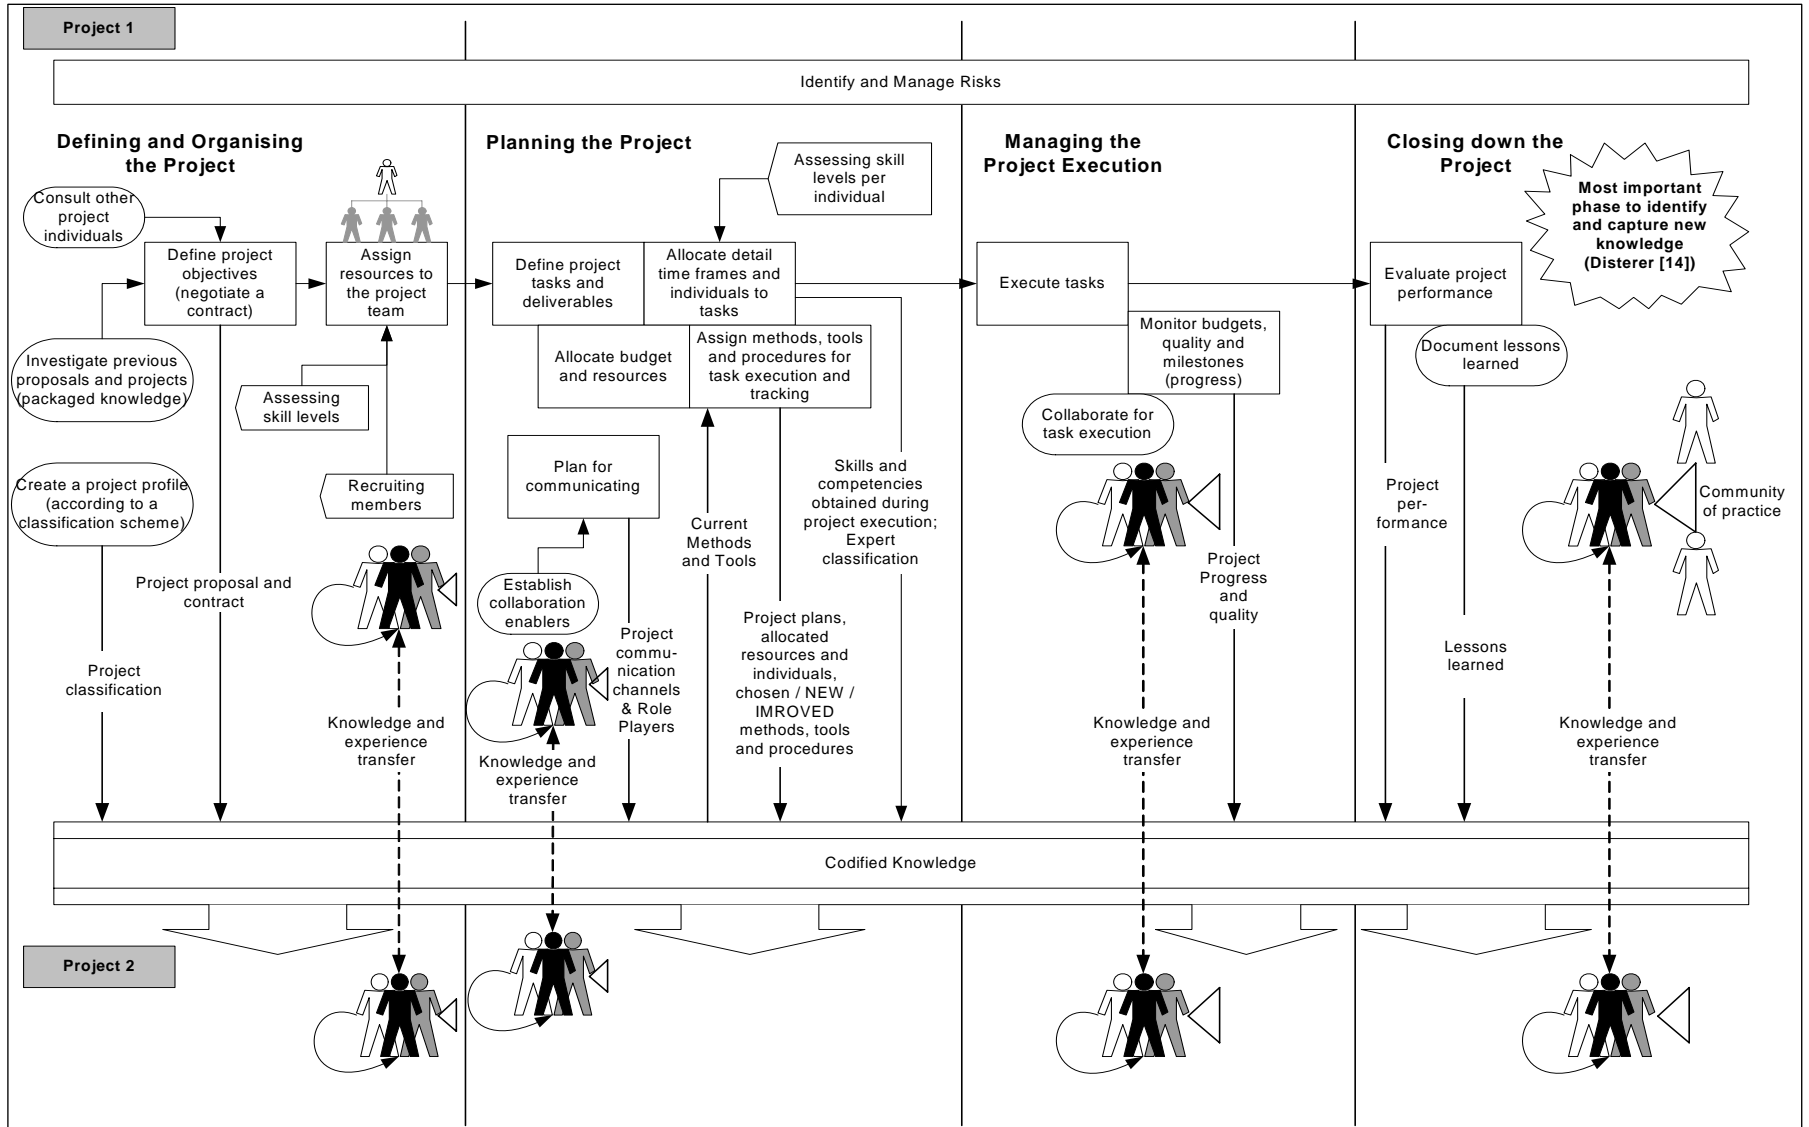 Project 1
Identify and Manage Risks
Defining and Organising
the Project
Consult other
project
individuals
Define project
objectives
(negotiate a
contract)
Assign
resources to
the project
team
Investigate previous
proposals and projects
(packaged knowledge)
Assessing
skill levels
Create a project profile
(according to a
classification scheme)
Recruiting
members
Project proposal and
contract
Project
classification
Knowledge and
experience
transfer
Planning the Project
Assessing skill
levels per
individual
Define project
tasks and
deliverables
Allocate detail
time frames and
individuals to
tasks
Allocate budget
and resources
Assign methods, tools
and procedures for
task execution and
tracking
Plan for
communicating
Establish
collaboration
enablers
Current
Methods
and Tools
Skills and
competencies
obtained during
project execution;
Expert
classification
Project
commu-
nication
channels
& Role
Players
Project plans,
allocated
resources and
individuals,
chosen / NEW /
IMROVED
methods, tools
and procedures
Knowledge and
experience
transfer
Managing the
Project Execution
Execute tasks
Monitor budgets,
quality and
milestones
(progress)
Collaborate for
task execution
Project
Progress
and
quality
Knowledge and
experience
transfer
Closing down the
Project
Most important
phase to identify
and capture new
knowledge
(Disterer [14])
Evaluate project
performance
Document lessons
learned
Project
per-
formance
Community
of practice
Lessons
learned
Knowledge and
experience
transfer
Codified Knowledge
Project 2